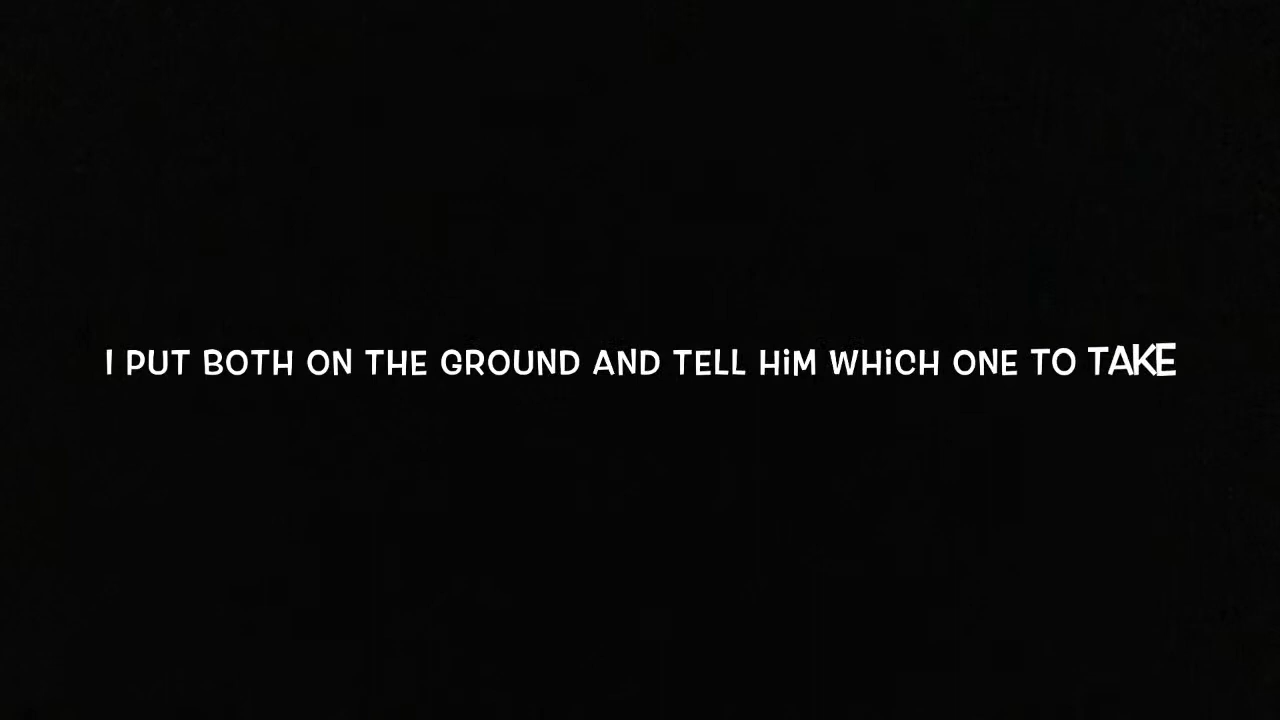 I PUT BOTH ON THE GROUND AND TELL HiM WHiCH ONE TO TAKE